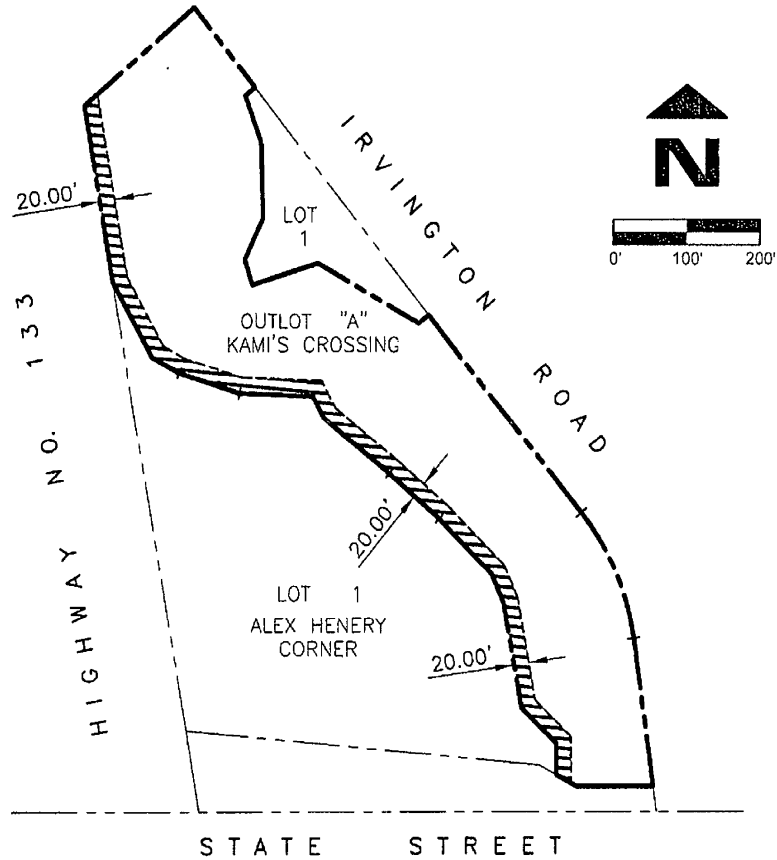 IRVINGTON ROAD
N
0' 100' 200'
20.00'
LOT
1
OUTLOT "A"
KAMI'S CROSSING
HIGHWAY NO. 133
20.00'
LOT 1
ALEX HENERY
CORNER
20.00'
STATE STREET